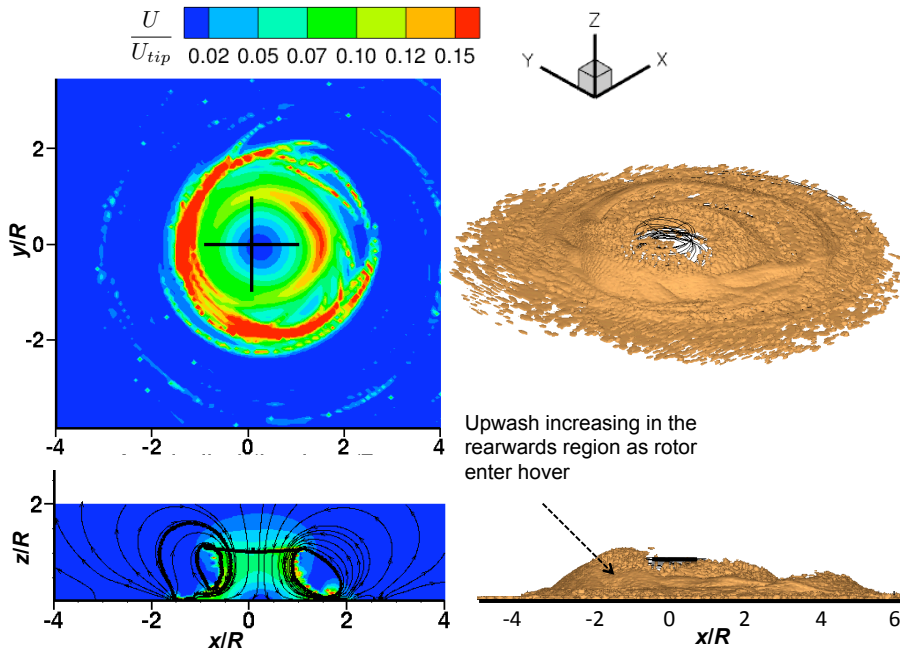 U
U_tip
0.02 0.05 0.07 0.10 0.12 0.15
Z
Y X
y/R
2
0
-2
-4 -2 0 2 4
Upwash increasing in the
rearwards region as rotor
enter hover
z/R
2
-4 -2 0 2 4
x/R
-4 -2 0 2 4 6
x/R